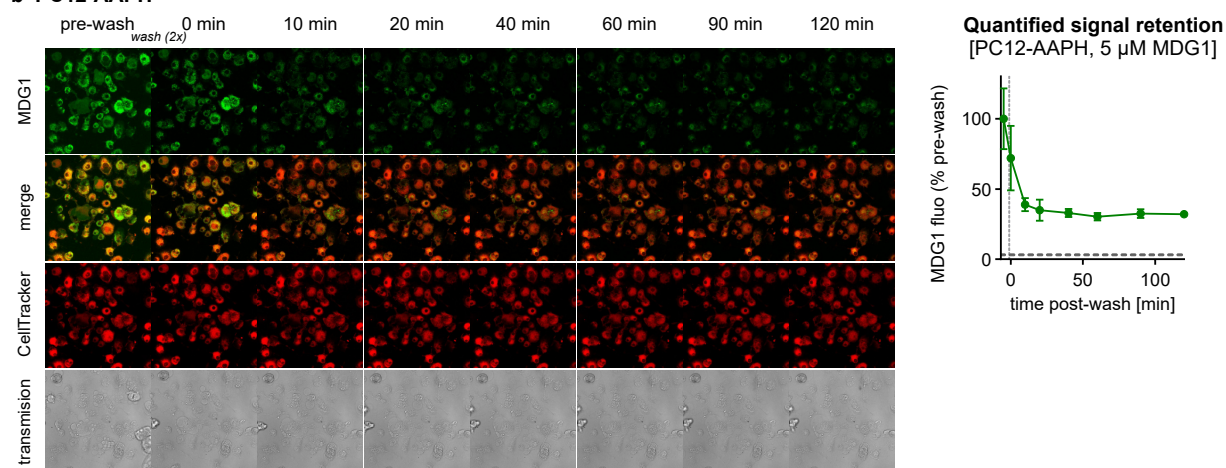 pre-wash wash (2x) 0 min 10 min 20 min 40 min 60 min 90 min 120 min
MDG1
merge
CellTracker
transmision
Quantified signal retention
[PC12-AAPH, 5 µM MDG1]
MDG1 fluo (% pre-wash)
100
50
0
0 50 100
time post-wash [min]